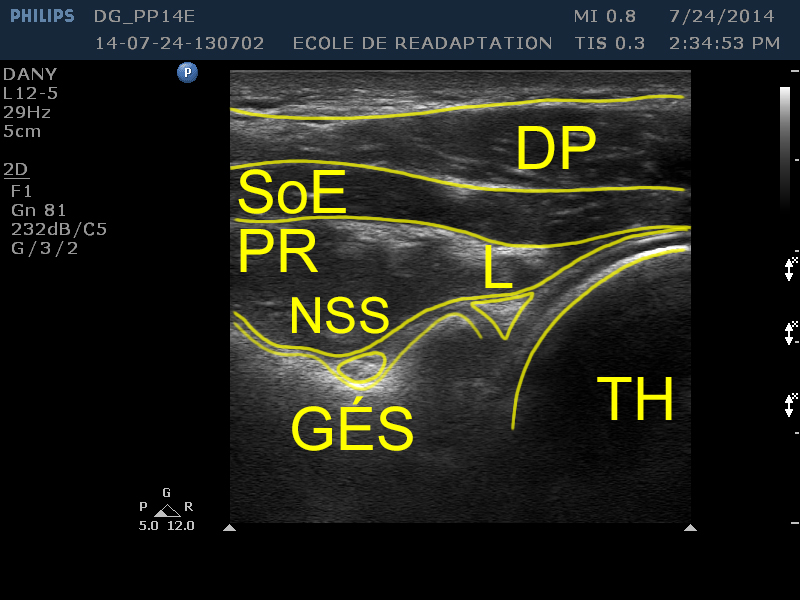 PHILIPS DG_PP14E MI 0.8 7/24/2014
14-07-24-130702 ECOLE DE READAPTATION TIS 0.3 2:34:53 PM
DANY
L12-5
29Hz
5cm
2D
F1
Gn 81
232dB/C5
G/3/2
P
DP
SoE
PR
L
NSS
TH
GÉS
G
P R
5.0 12.0